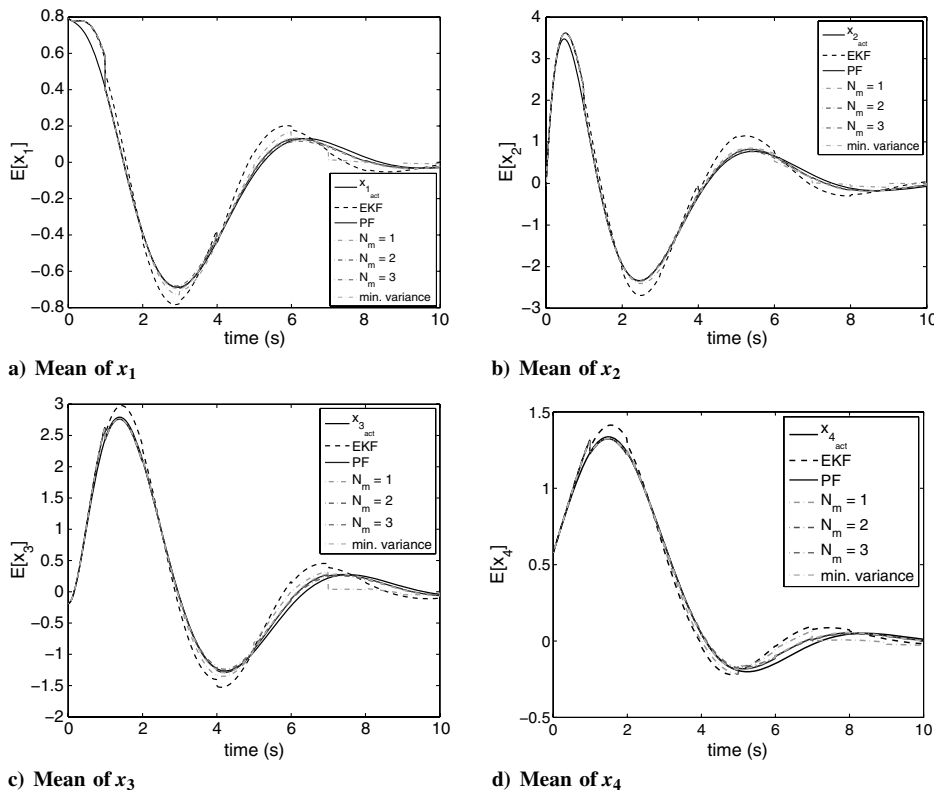 0.8
0.6
0.4
0.2
0
−0.2
−0.4
−0.6
−0.8
E[x1]
0 2 4 6 8 10
time (s)
x1act
EKF
PF
Nm = 1
Nm = 2
Nm = 3
min. variance
a) Mean of x1
4
3
2
1
0
−1
−2
−3
E[x2]
0 2 4 6 8 10
time (s)
x2act
EKF
PF
Nm = 1
Nm = 2
Nm = 3
min. variance
b) Mean of x2
3
2.5
2
1.5
1
0.5
0
−0.5
−1
−1.5
−2
E[x3]
0 2 4 6 8 10
time (s)
x3act
EKF
PF
Nm = 1
Nm = 2
Nm = 3
min. variance
c) Mean of x3
1.5
1
0.5
0
−0.5
E[x4]
0 2 4 6 8 10
time (s)
x4act
EKF
PF
Nm = 1
Nm = 2
Nm = 3
min. variance
d) Mean of x4